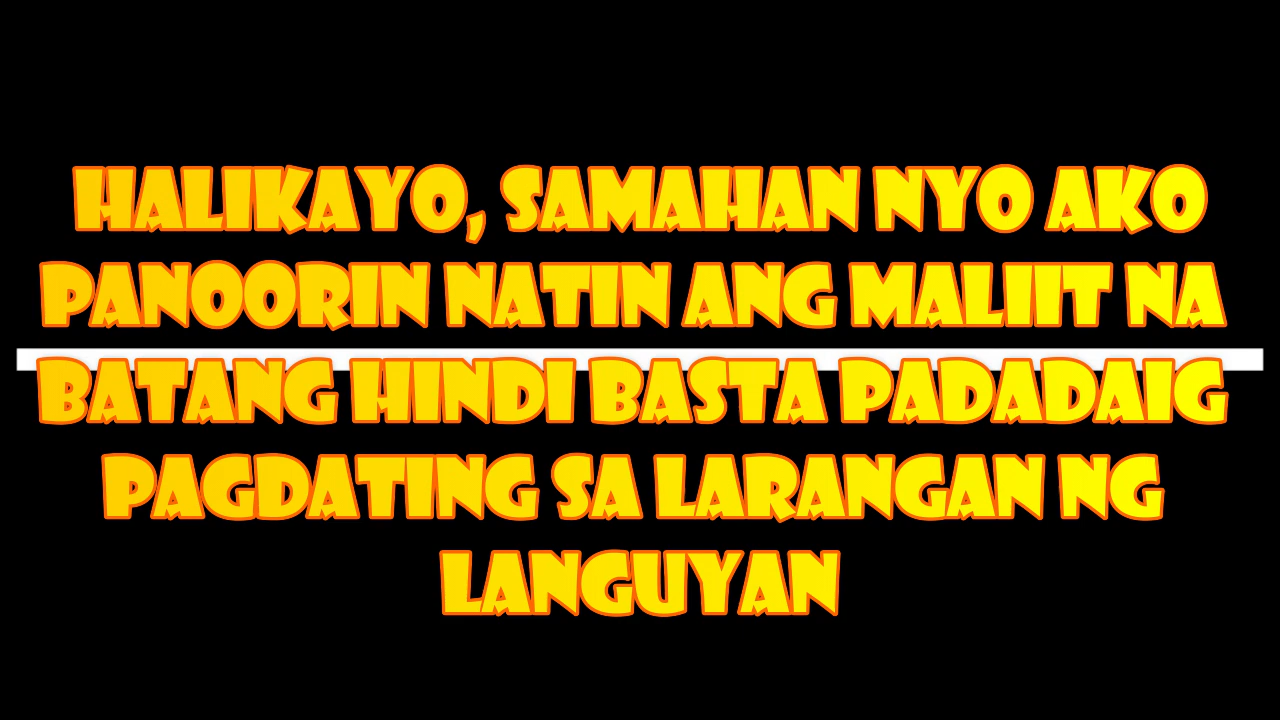 HALIKAYO, SAMAHAN NYO AKO
PANOORIN NATIN ANG MALIIT NA
BATANG HINDI BASTA PADADAIG
PAGDATING SA LARANGAN NG
LANGUYAN